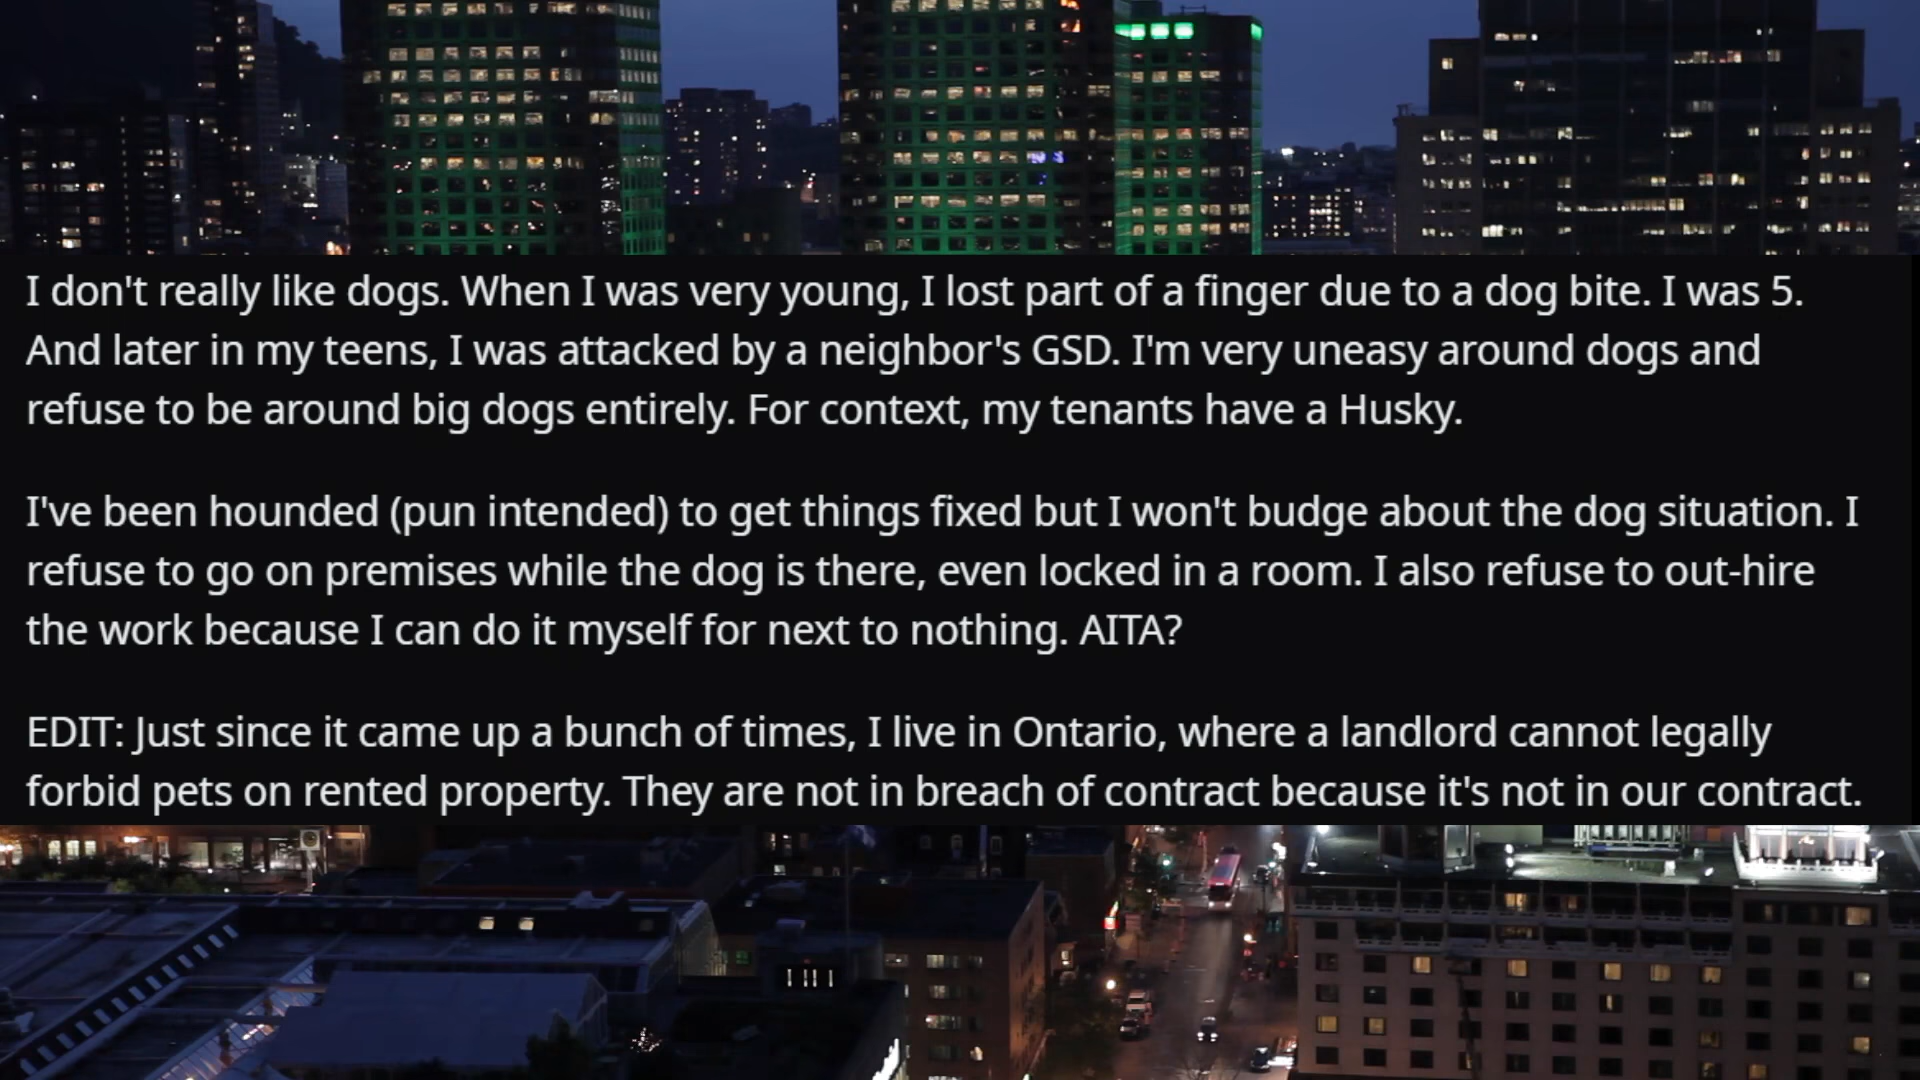 I don't really like dogs. When I was very young, I lost part of a finger due to a dog bite. I was 5.
And later in my teens, I was attacked by a neighbor's GSD. I'm very uneasy around dogs and
refuse to be around big dogs entirely. For context, my tenants have a Husky.
I've been hounded (pun intended) to get things fixed but I won't budge about the dog situation. I
refuse to go on premises while the dog is there, even locked in a room. I also refuse to out-hire
the work because I can do it myself for next to nothing. AITA?
EDIT: Just since it came up a bunch of times, I live in Ontario, where a landlord cannot legally
forbid pets on rented property. They are not in breach of contract because it's not in our contract.